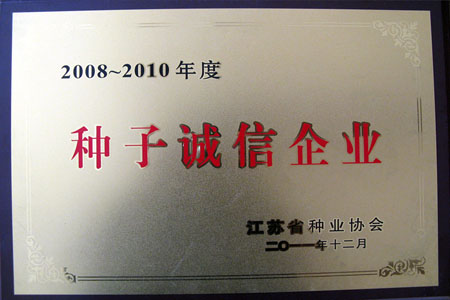 2008~2010年度
种子诚信企业
江苏省种业协会
二〇一一年十二月